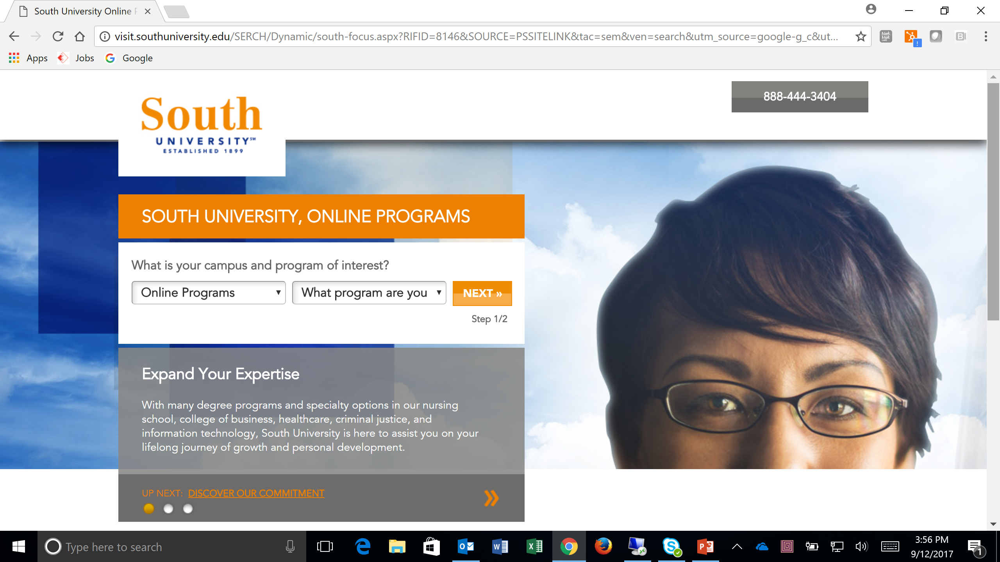 South University Online P
visit.southuniversity.edu/SERCH/Dynamic/south-focus.aspx?RIFID=8146&SOURCE=PSSITELINK&tac=sem&ven=search&utm_source=google-g_c&ut...
Nok Nok LABS
B
Apps Jobs Google
888-444-3404
South
UNIVERSITY℠
ESTABLISHED 1899
SOUTH UNIVERSITY, ONLINE PROGRAMS
What is your campus and program of interest?
Online Programs
What program are you
NEXT »
Step 1/2
Expand Your Expertise
With many degree programs and specialty options in our nursing
school, college of business, healthcare, criminal justice, and
information technology, South University is here to assist you on your
lifelong journey of growth and personal development.
UP NEXT: DISCOVER OUR COMMITMENT
Type here to search
3:56 PM
9/12/2017
1